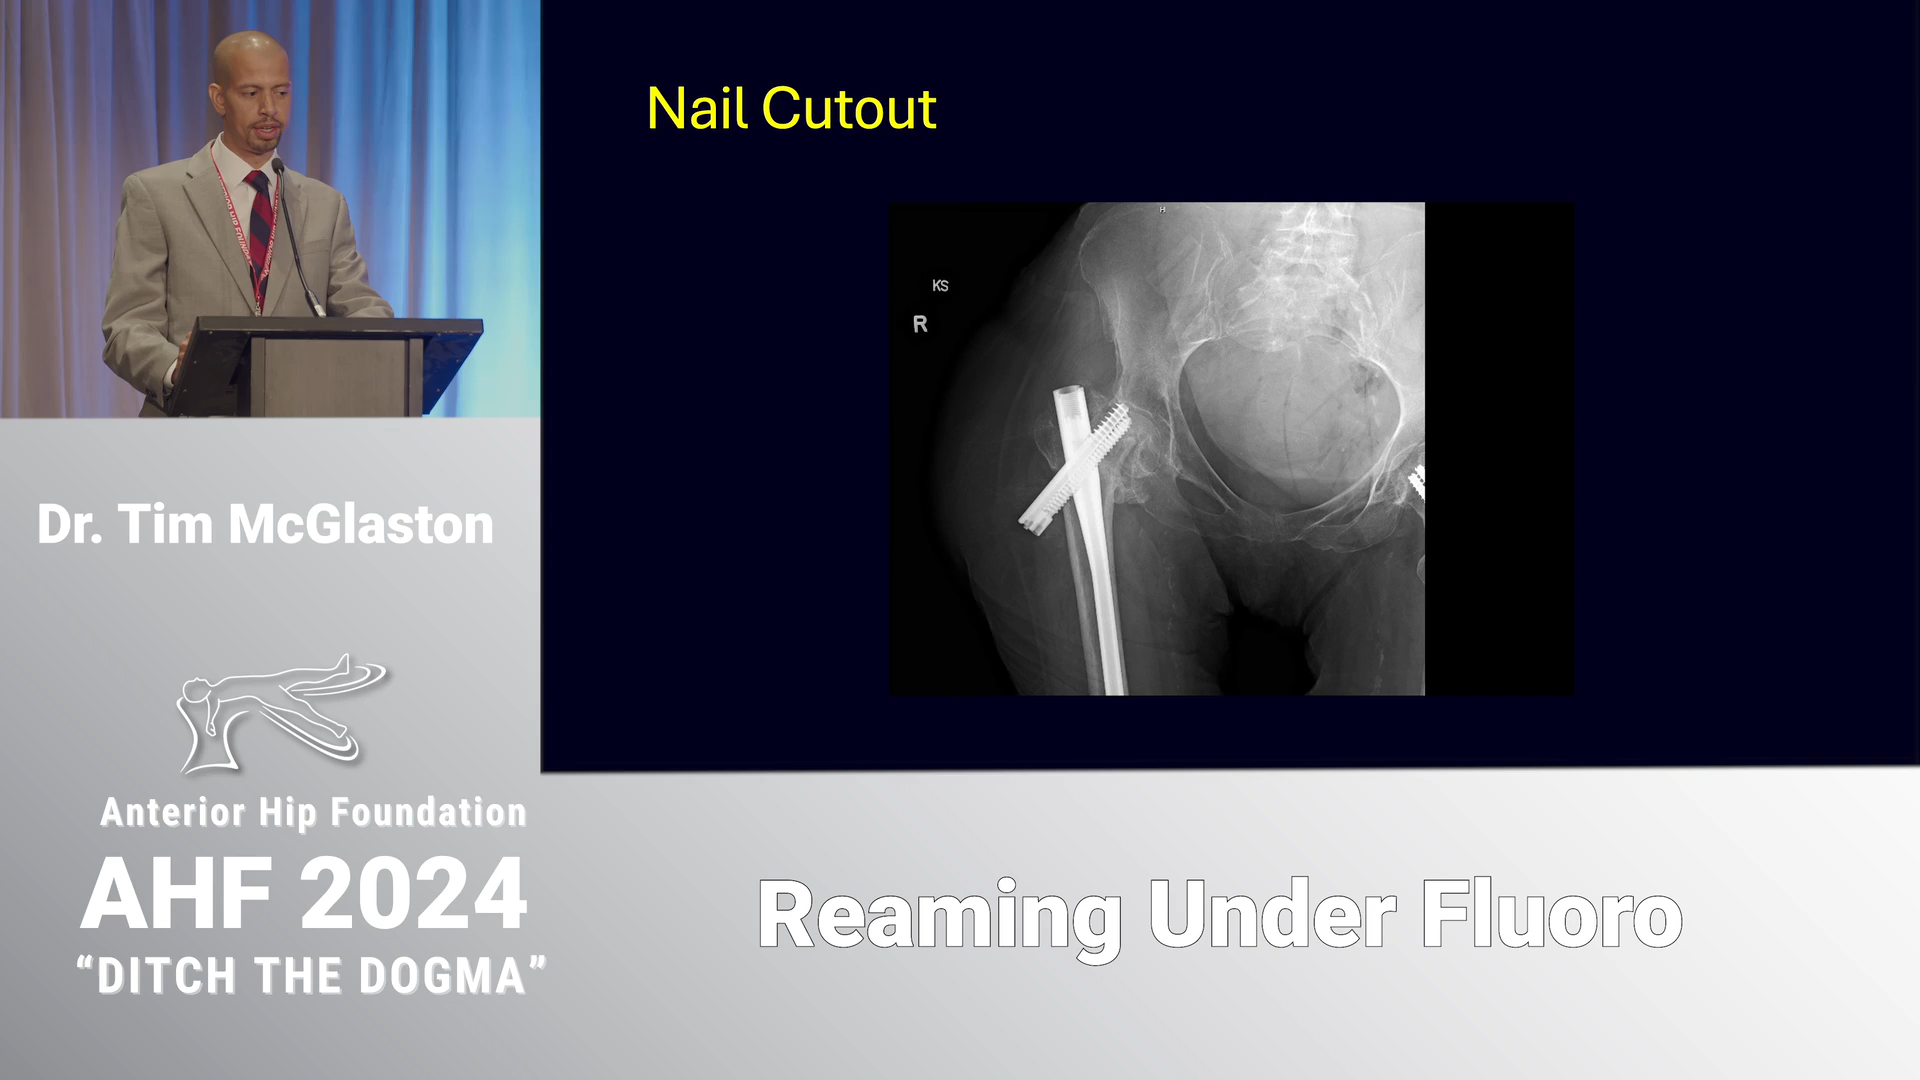 Nail Cutout
H
KS
R
Dr. Tim McGlaston
Anterior Hip Foundation
AHF 2024
“DITCH THE DOGMA”
Reaming Under Fluoro